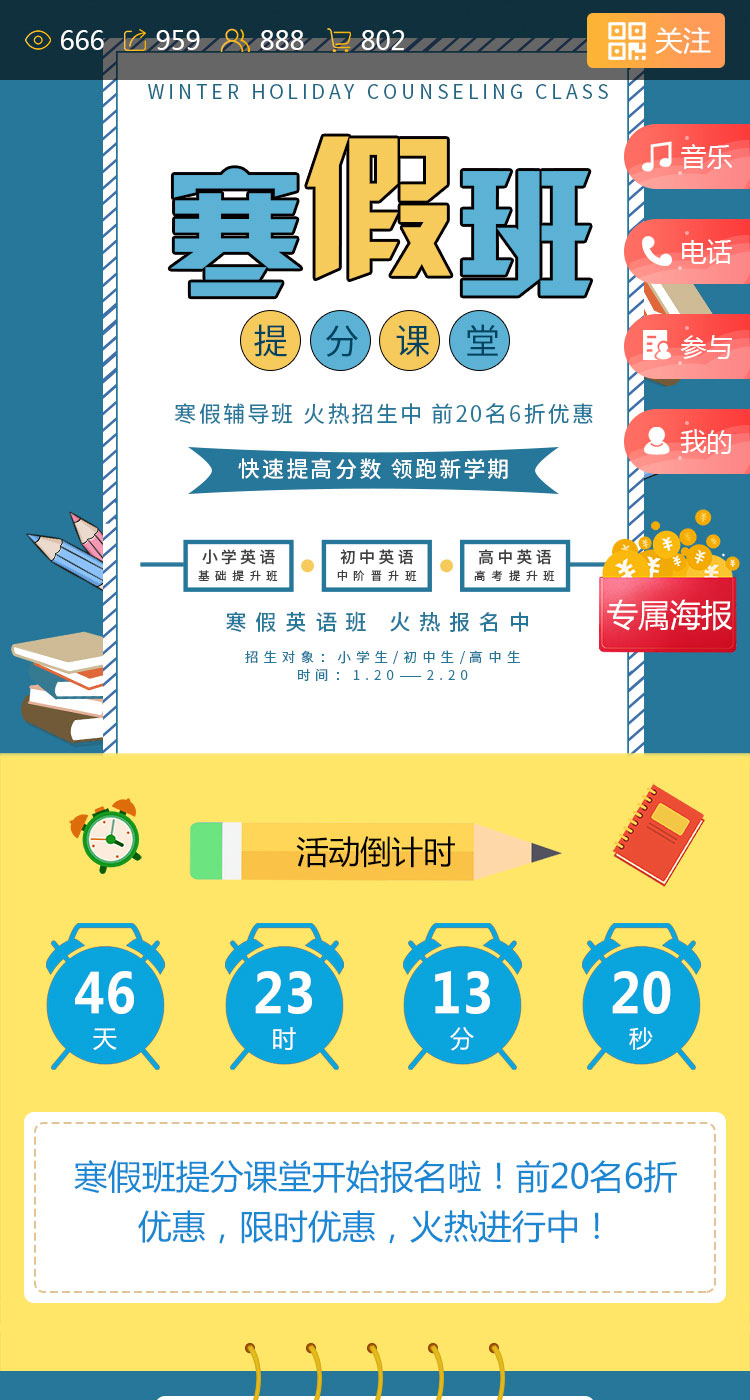 666 959 888 802 关注
WINTER HOLIDAY COUNSELING CLASS
音乐
寒假班
电话
提分课堂
参与
寒假辅导班 火热招生中 前20名6折优惠
我的
快速提高分数 领跑新学期
小学英语 初中英语 高中英语
基础提升班 中阶晋升班 高考提升班
专属海报
寒假英语班 火热报名中
招生对象：小学生/初中生/高中生
时间：1.20——2.20
活动倒计时
46 23 13 20
天 时 分 秒
寒假班提分课堂开始报名啦！前20名6折
优惠，限时优惠，火热进行中！